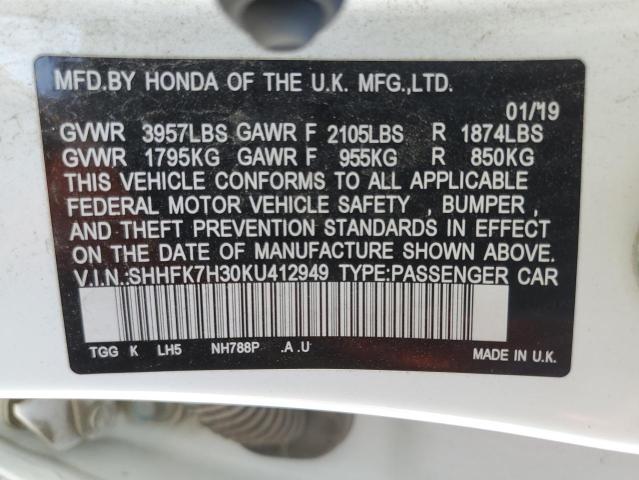 MFD.BY HONDA OF THE U.K. MFG.,LTD.
01/'19
GVWR 3957LBS GAWR F 2105LBS R 1874LBS
GVWR 1795KG GAWR F 955KG R 850KG
THIS VEHICLE CONFORMS TO ALL APPLICABLE
FEDERAL MOTOR VEHICLE SAFETY , BUMPER ,
AND THEFT PREVENTION STANDARDS IN EFFECT
ON THE DATE OF MANUFACTURE SHOWN ABOVE.
V.I.N.:SHHFK7H30KU412949 TYPE:PASSENGER CAR
TGG K LH5 NH788P .A .U MADE IN U.K.